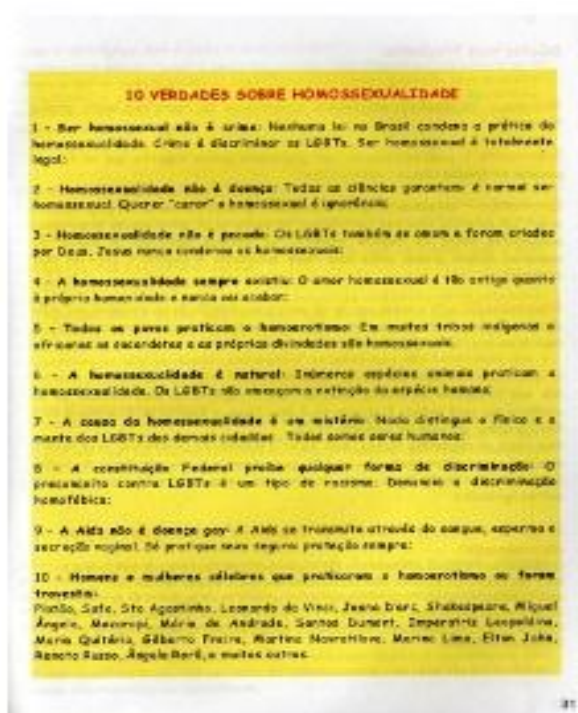 10 VERDADES SOBRE HOMOSSEXUALIDADE
1 - Ser homossexual não é crime: Nenhuma lei no Brasil condena a prática da
homossexualidade. Crime é discriminar os LGBTs. Ser homossexual é totalmente
legal;
2 - Homossexualidade não é doença: Todas as ciências garantem: é normal ser
homossexual. Querer "curar" o homossexual é ignorância;
3 - Homossexualidade não é pecado: Os LGBTs também se amam e foram criados
por Deus. Jesus nunca condenou os homossexuais;
4 - A homossexualidade sempre existiu: O amor homossexual é tão antigo quanto
a própria humanidade e nunca vai acabar;
5 - Todos os povos praticam o homoerotismo: Em muitas tribos indígenas e
africanas os sacerdotes e as próprias divindades são homossexuais.
6 - A homossexualidade é natural: Inúmeras espécies animais praticam a
homossexualidade. Os LGBTs não ameaçam a extinção da espécie humana;
7 - A causa da homossexualidade é um mistério: Nada distingue o físico e a
mente dos LGBTs dos demais cidadãos. Todos somos seres humanos;
8 - A constituição Federal proíbe qualquer forma de discriminação: O
preconceito contra LGBTs é um tipo de racismo. Denuncie a discriminação
homofóbica;
9 - A Aids não é doença gay: A Aids se transmite através do sangue, esperma e
secreção vaginal. Só pratique sexo seguro: proteção sempre;
10 - Homens e mulheres célebres que praticaram o homoerotismo ou foram
travestis:
Platão, Safo, Sto Agostinho, Leonardo da Vinci, Joana Darc, Shakespeare, Miguel
Ângelo, Mário de Andrade, Santos Dumont, Imperatriz Leopoldina,
Maria Quitéria, Gilberto Freire, Martina Navratilova, Marina Lima, Elton John,
Renato Russo, Ângela Rorô, e muitos outros.
31